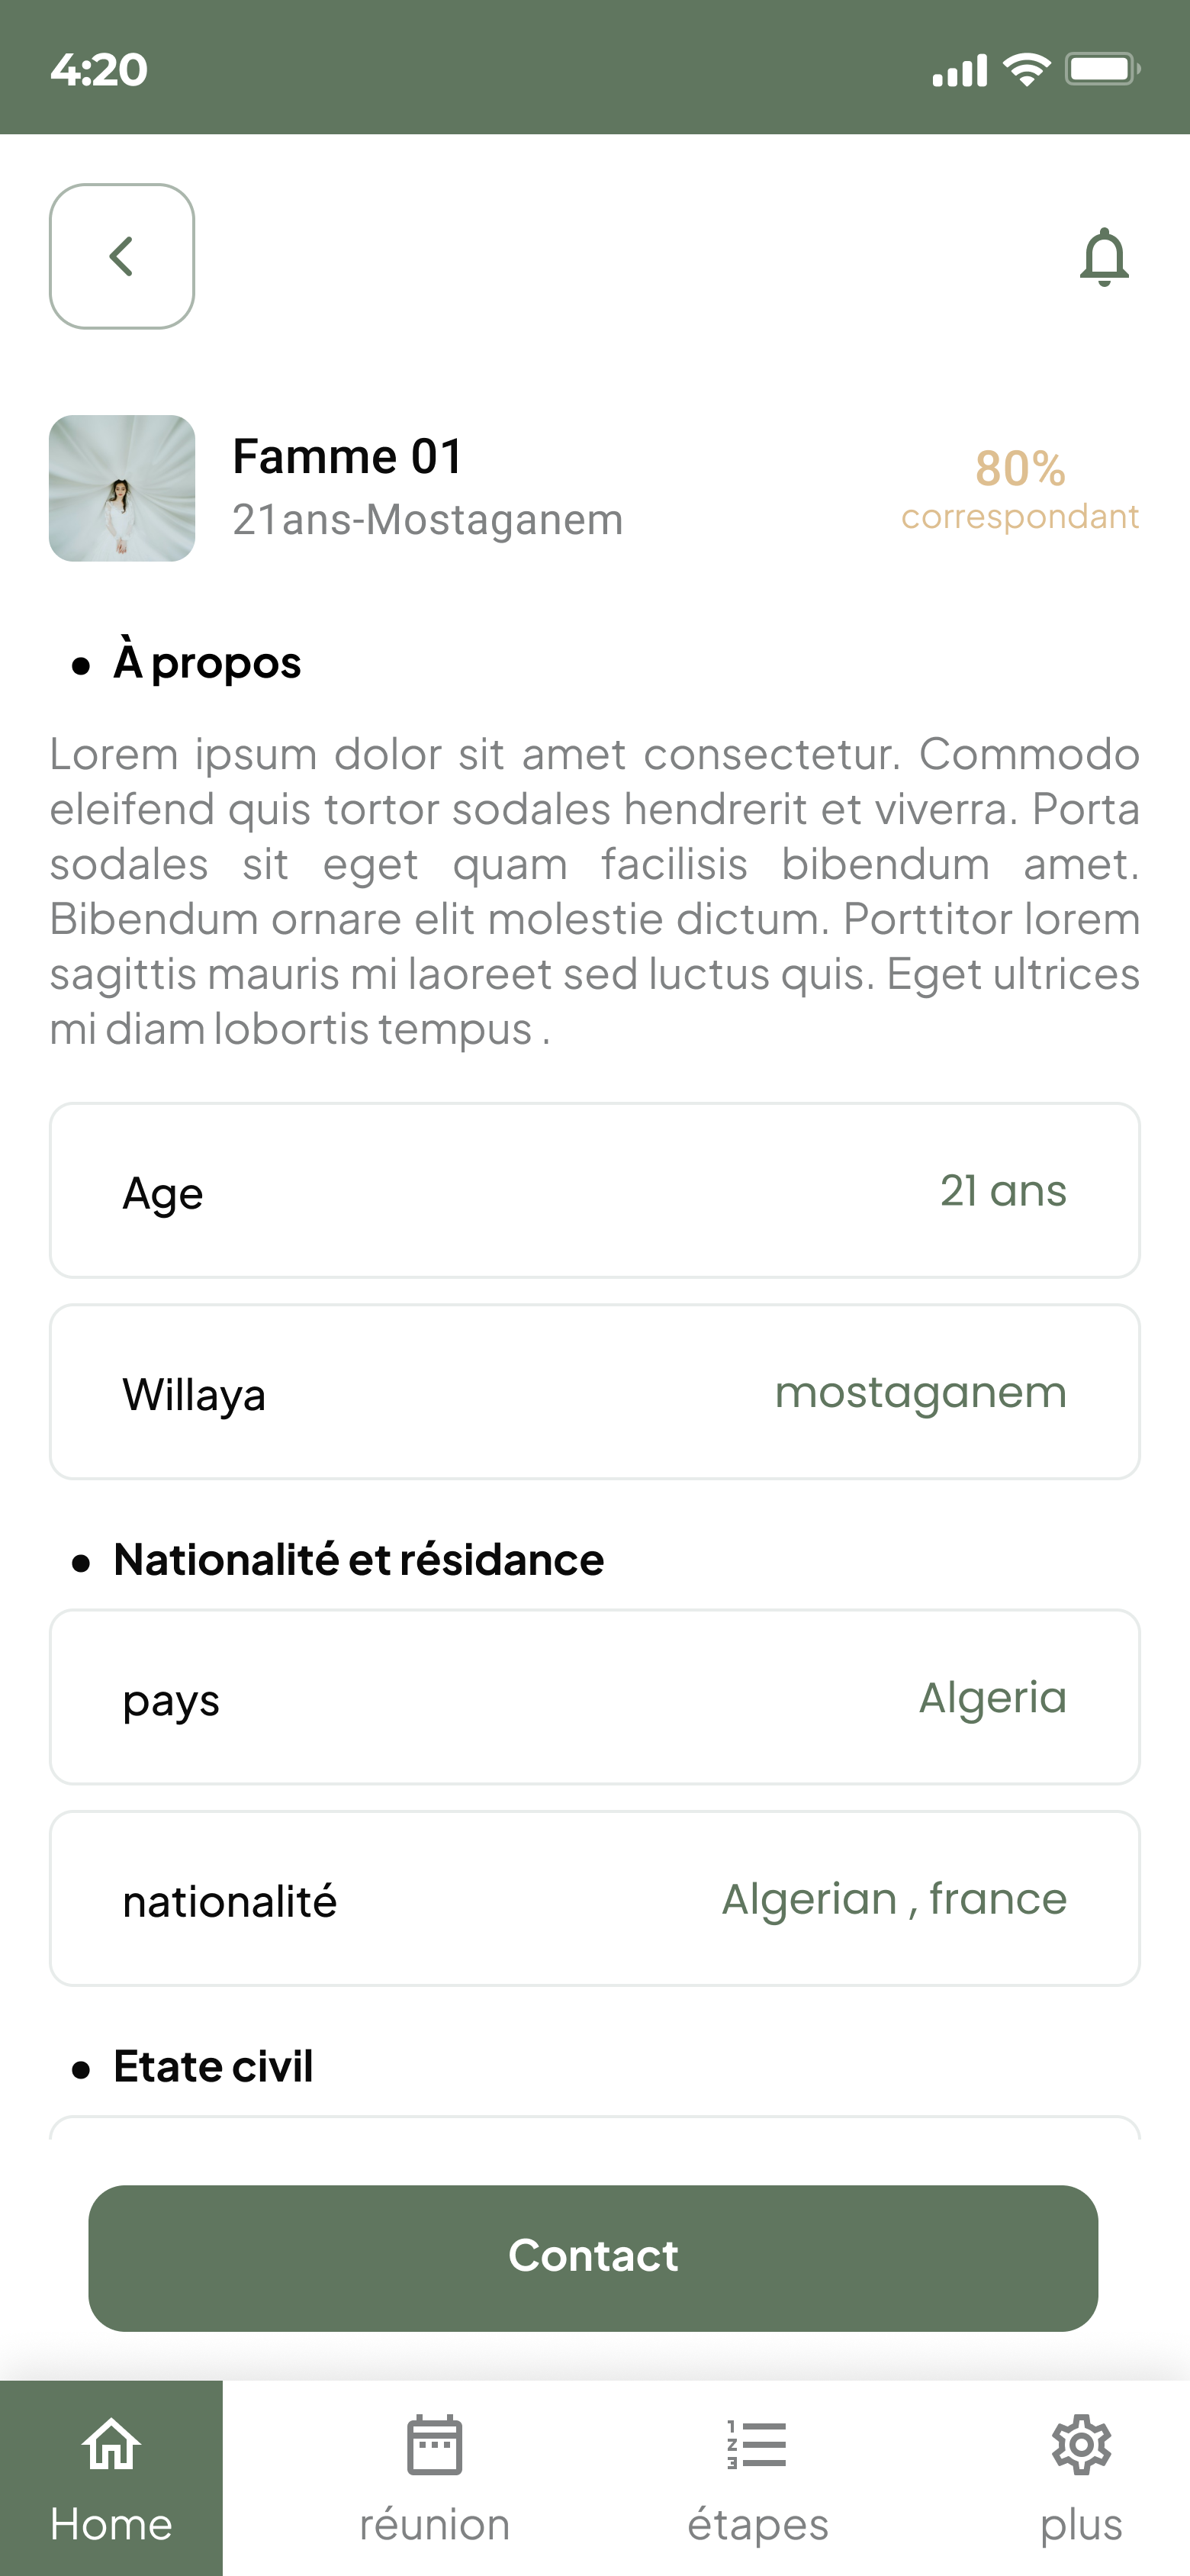 4:20
Famme 01
21ans-Mostaganem
80%
correspondant
• À propos
Lorem ipsum dolor sit amet consectetur. Commodo
eleifend quis tortor sodales hendrerit et viverra. Porta
sodales sit eget quam facilisis bibendum amet.
Bibendum ornare elit molestie dictum. Porttitor lorem
sagittis mauris mi laoreet sed luctus quis. Eget ultrices
mi diam lobortis tempus .
Age 21 ans
Willaya mostaganem
• Nationalité et résidance
pays Algeria
nationalité Algerian , france
• Etate civil
Contact
Home réunion étapes plus